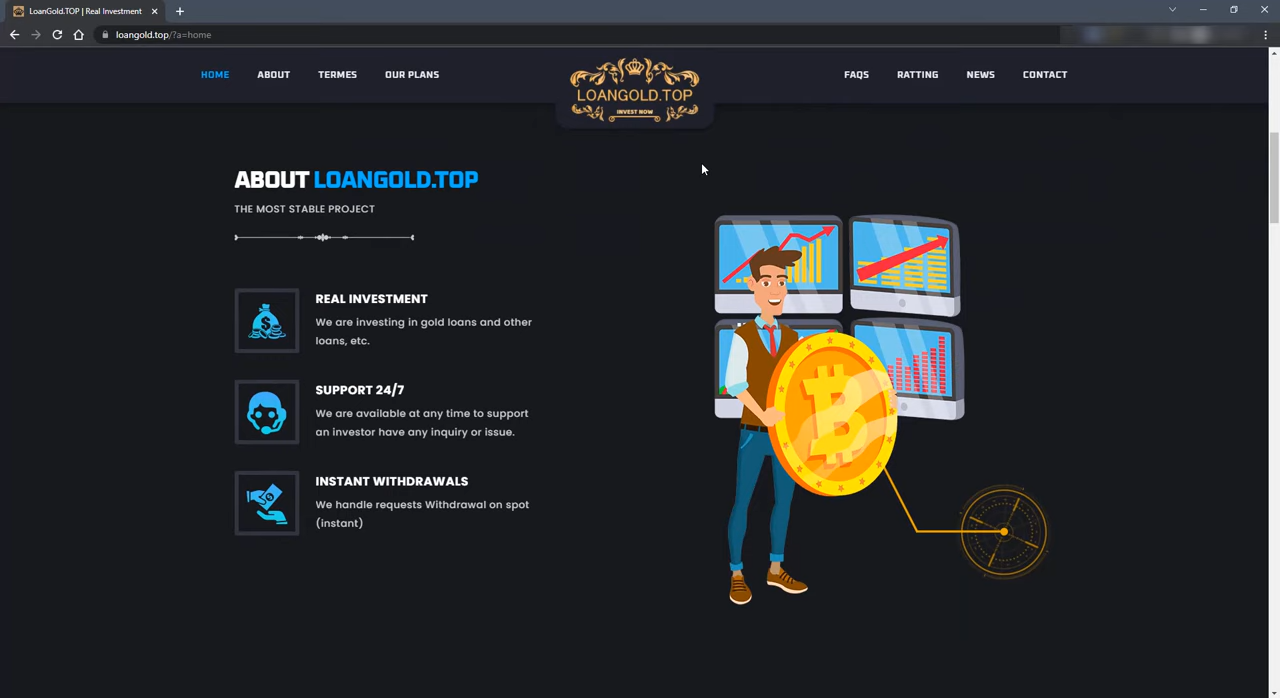 LoanGold.TOP | Real Investment
loangold.top/?a=home
HOME ABOUT TERMES OUR PLANS
LOANGOLD.TOP
INVEST NOW
FAQS RATTING NEWS CONTACT
ABOUT LOANGOLD.TOP
THE MOST STABLE PROJECT
REAL INVESTMENT
We are investing in gold loans and other
loans, etc.
SUPPORT 24/7
We are available at any time to support
an investor have any inquiry or issue.
INSTANT WITHDRAWALS
We handle requests Withdrawal on spot
(instant)